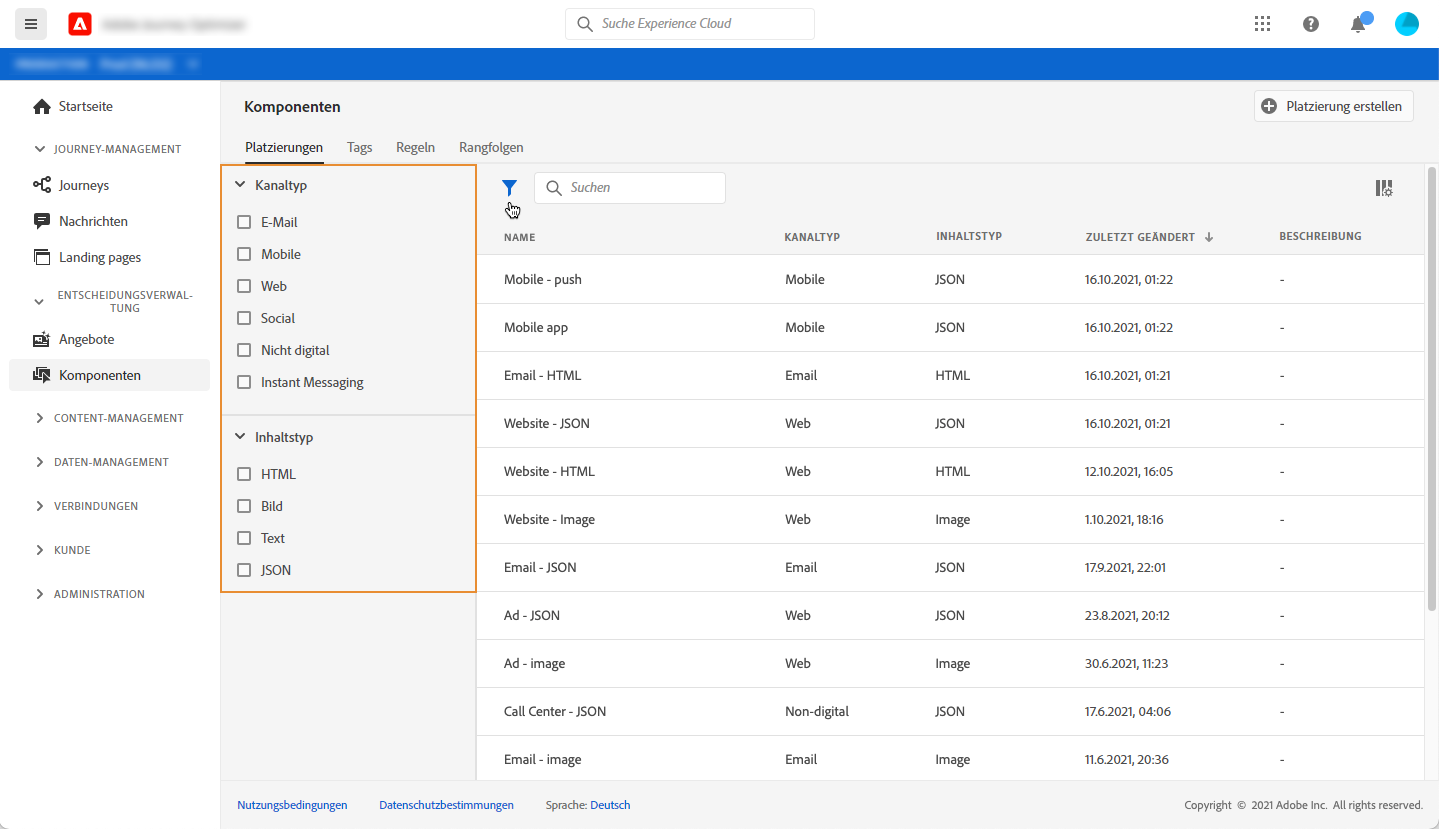 Suche Experience Cloud
Startseite
JOURNEY-MANAGEMENT
Journeys
Nachrichten
Landing pages
ENTSCHEIDUNGSVERWAL-
TUNG
Angebote
Komponenten
CONTENT-MANAGEMENT
DATEN-MANAGEMENT
VERBINDUNGEN
KUNDE
ADMINISTRATION
Komponenten
Platzierung erstellen
Platzierungen Tags Regeln Rangfolgen
Kanaltyp
E-Mail
Mobile
Web
Social
Nicht digital
Instant Messaging
Inhaltstyp
HTML
Bild
Text
JSON
Suchen
NAME KANALTYP INHALTSTYP ZULETZT GEÄNDERT BESCHREIBUNG
Mobile - push Mobile JSON 16.10.2021, 01:22 -
Mobile app Mobile JSON 16.10.2021, 01:22 -
Email - HTML Email HTML 16.10.2021, 01:21 -
Website - JSON Web JSON 16.10.2021, 01:21 -
Website - HTML Web HTML 12.10.2021, 16:05 -
Website - Image Web Image 1.10.2021, 18:16 -
Email - JSON Email JSON 17.9.2021, 22:01 -
Ad - JSON Web JSON 23.8.2021, 20:12 -
Ad - image Web Image 30.6.2021, 11:23 -
Call Center - JSON Non-digital JSON 17.6.2021, 04:06 -
Email - image Email Image 11.6.2021, 20:36 -
Nutzungsbedingungen Datenschutzbestimmungen Sprache: Deutsch Copyright © 2021 Adobe Inc. All rights reserved.